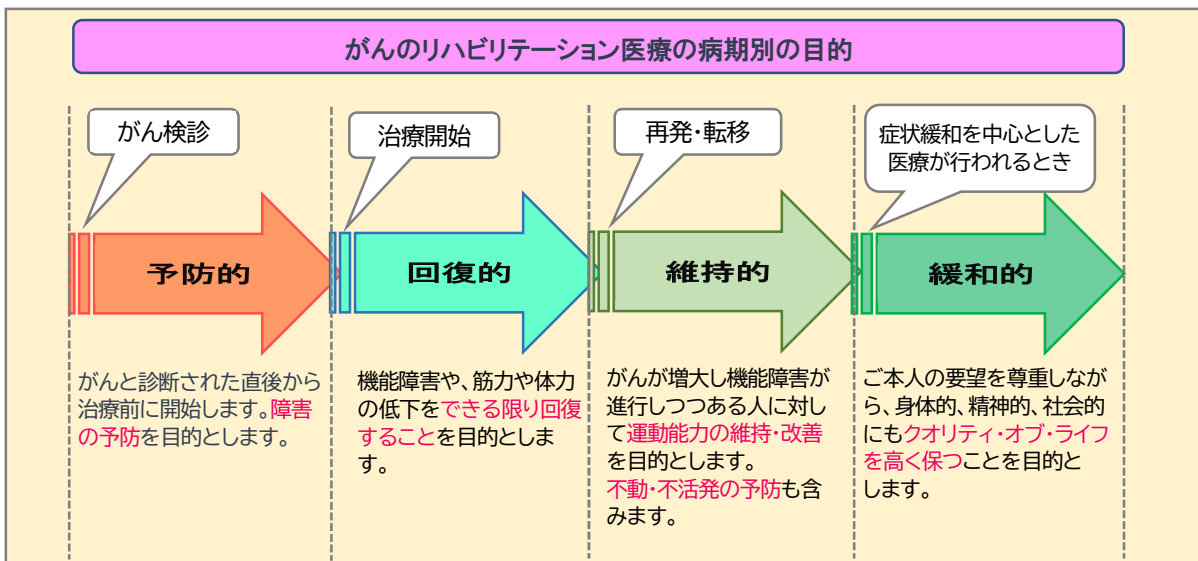 がんのリハビリテーション医療の病期別の目的
がん検診
治療開始
再発・転移
症状緩和を中心とした
医療が行われるとき
予防的
回復的
維持的
緩和的
がんと診断された直後から
治療前に開始します。障害
の予防を目的とします。
機能障害や、筋力や体力
の低下をできる限り回復
することを目的としま
す。
がんが増大し機能障害が
進行しつつある人に対し
て運動能力の維持・改善
を目的とします。
不動・不活発の予防も含
みます。
ご本人の要望を尊重しなが
ら、身体的、精神的、社会的
にもクオリティ・オブ・ライフ
を高く保つことを目的と
します。